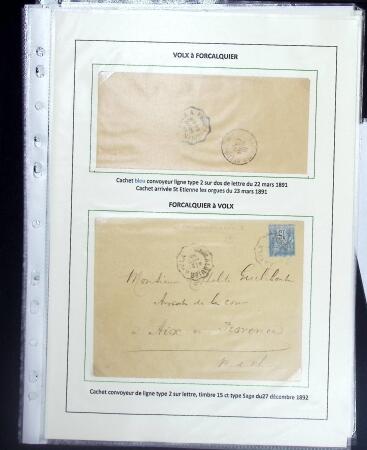 VOLX à FORCALQUIER
Cachet bleu convoyeur ligne type 2 sur dos de lettre du 22 mars 1891
Cachet arrivée St Etienne les orgues du 23 mars 1891
FORCALQUIER à VOLX
Monsieur
de la cour
à Aix en Provence
Cachet convoyeur de ligne type 2 sur lettre, timbre 15 ct type Sage du27 décembre 1892